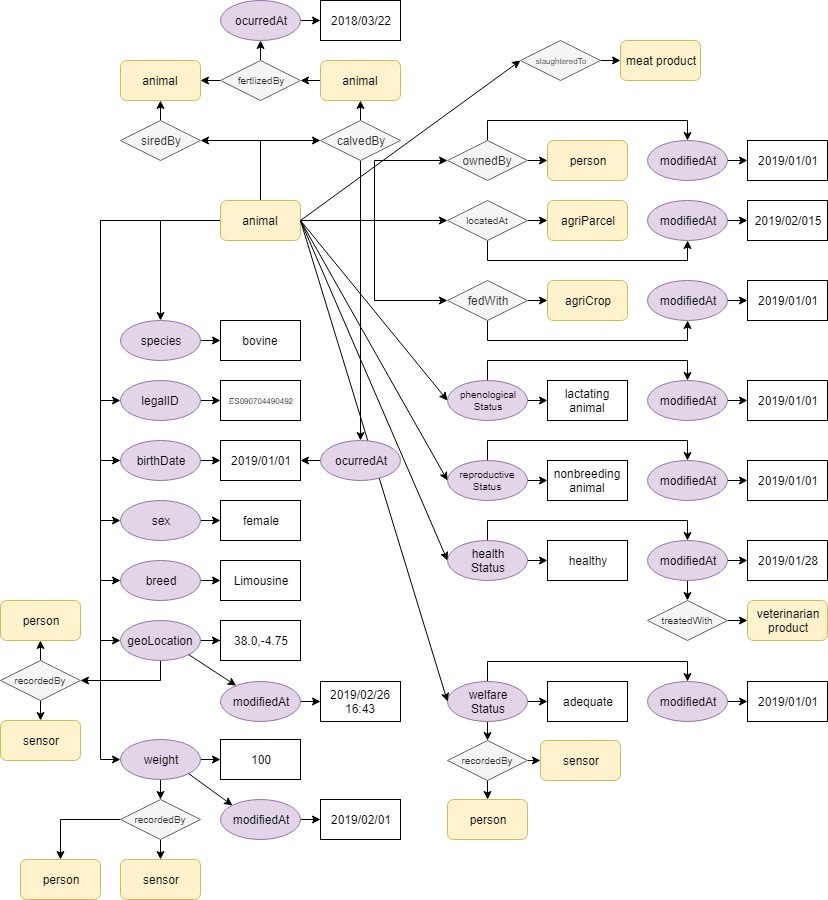 ocurredAt
2018/03/22
animal
fertlizedBy
animal
slaughteredTo
meat product
siredBy
calvedBy
ownedBy
person
modifiedAt
2019/01/01
animal
locatedAt
agriParcel
modifiedAt
2019/02/015
fedWith
agriCrop
modifiedAt
2019/01/01
species
bovine
legalID
ES090704490492
phenological
Status
lactating
animal
modifiedAt
2019/01/01
birthDate
2019/01/01
ocurredAt
reproductive
Status
nonbreeding
animal
modifiedAt
2019/01/01
sex
female
health
Status
healthy
modifiedAt
2019/01/28
breed
Limousine
person
geoLocation
38.0,-4.75
treatedWith
veterinarian
product
recordedBy
modifiedAt
2019/02/26
16:43
welfare
Status
adequate
modifiedAt
2019/01/01
sensor
weight
100
recordedBy
sensor
recordedBy
modifiedAt
2019/02/01
person
person
sensor